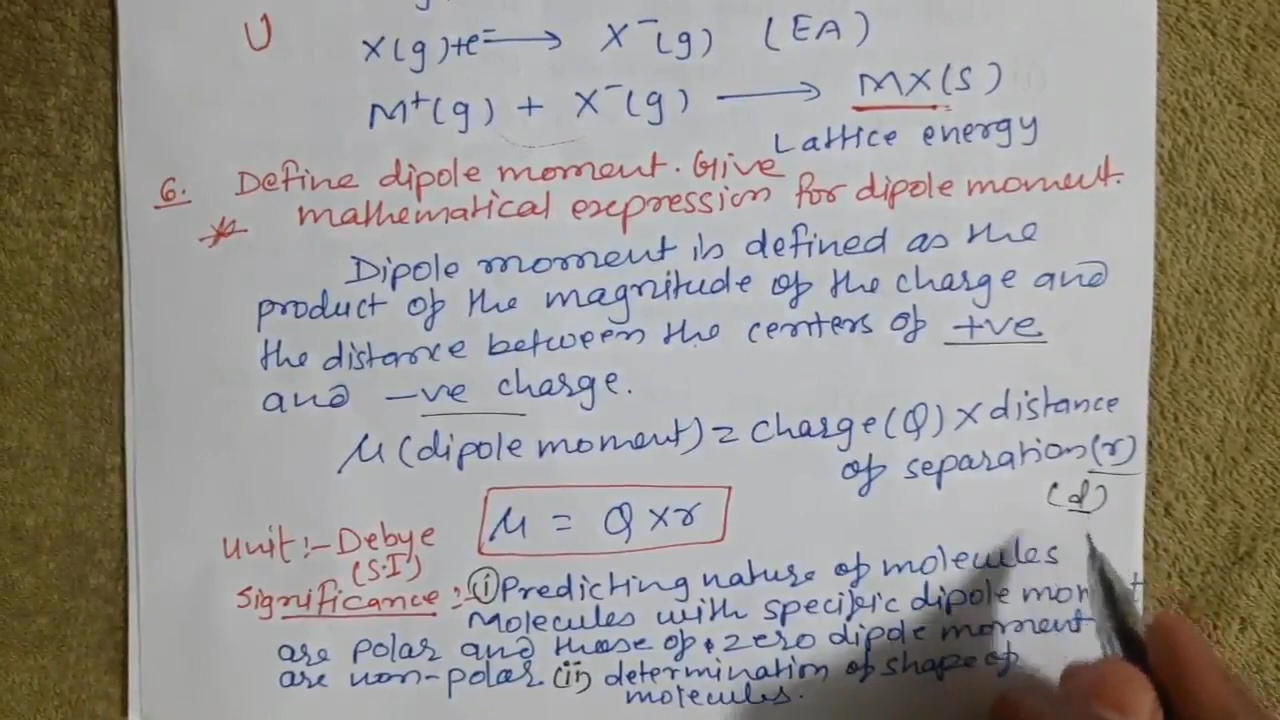 U
X(g)+e⁻ ⟶ X⁻(g) (EA)
M⁺(g) + X⁻(g) ⟶ MX(s)
Lattice energy
6. Define dipole moment. Give
* mathematical expression for dipole moment.
Dipole moment is defined as the
product of the magnitude of the charge and
the distance between the centers of +ve
and -ve charge.
μ (dipole moment) = charge(Q) × distance
of separation(r)
(d)
μ = Q × r
Unit :- Debye
(S.I)
Significance :- (i) Predicting nature of molecules
Molecules with specific dipole
are polar and those of zero dipole moment
are non-polar (ii) determination of shape of
molecules.